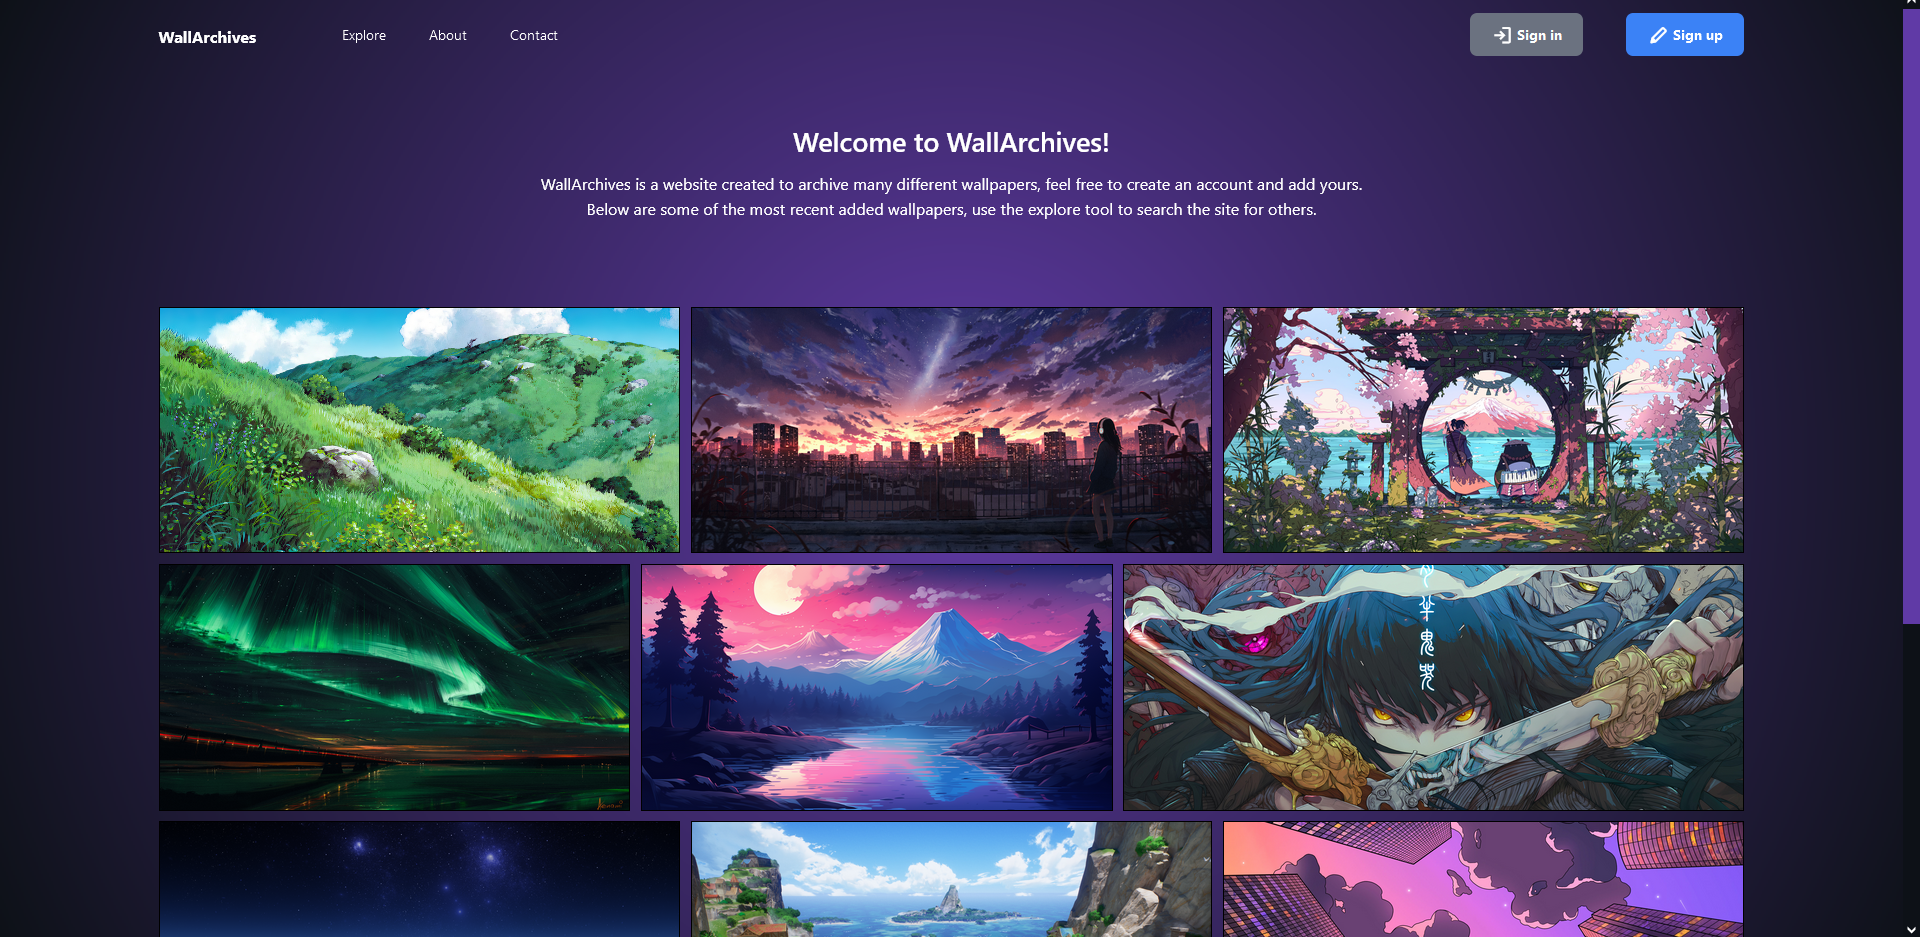 WallArchives
Explore
About
Contact
Sign in
Sign up
Welcome to WallArchives!
WallArchives is a website created to archive many different wallpapers, feel free to create an account and add yours.
Below are some of the most recent added wallpapers, use the explore tool to search the site for others.